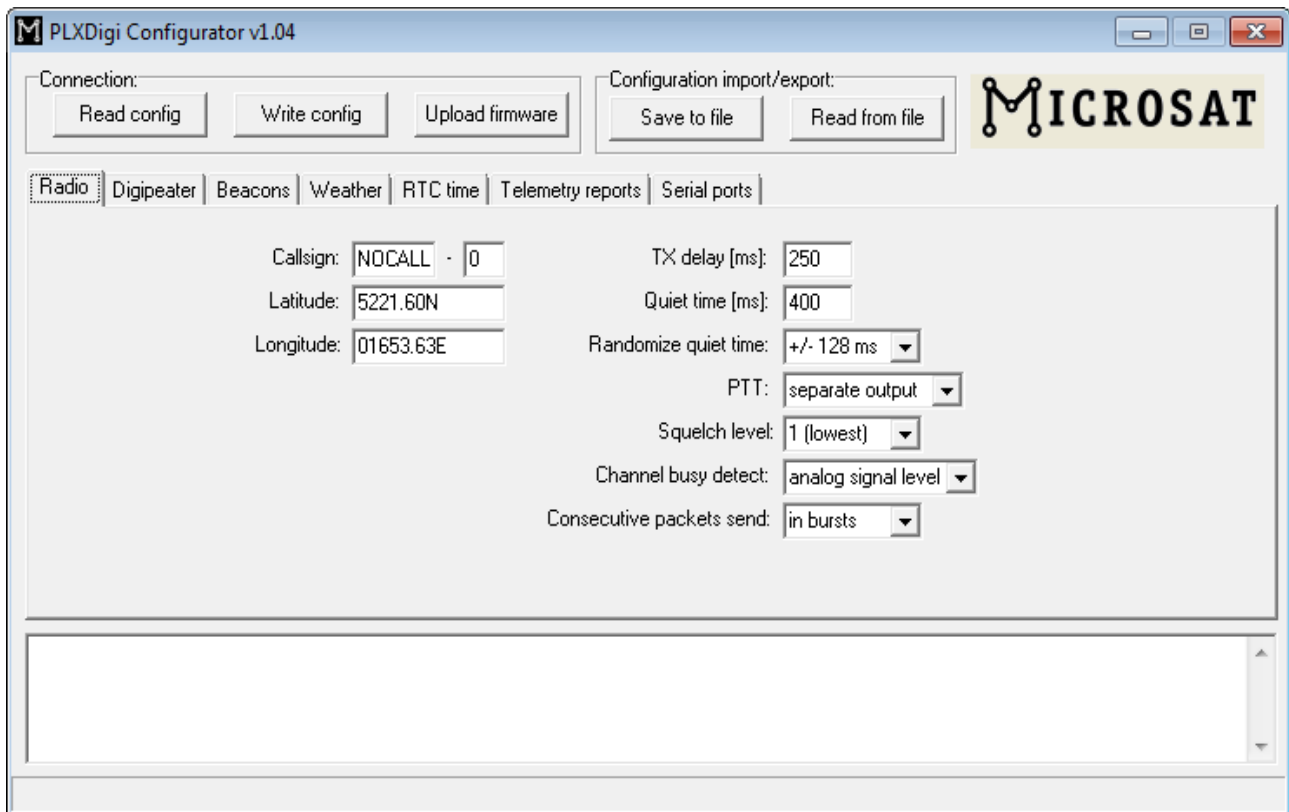 PLXDigi Configurator v1.04
Connection:
Read config Write config Upload firmware
Configuration import/export:
Save to file Read from file
MICROSAT
Radio Digipeater Beacons Weather RTC time Telemetry reports Serial ports
Callsign: NOCALL - 0
Latitude: 5221.60N
Longitude: 01653.63E
TX delay [ms]: 250
Quiet time [ms]: 400
Randomize quiet time: +/- 128 ms
PTT: separate output
Squelch level: 1 (lowest)
Channel busy detect: analog signal level
Consecutive packets send: in bursts